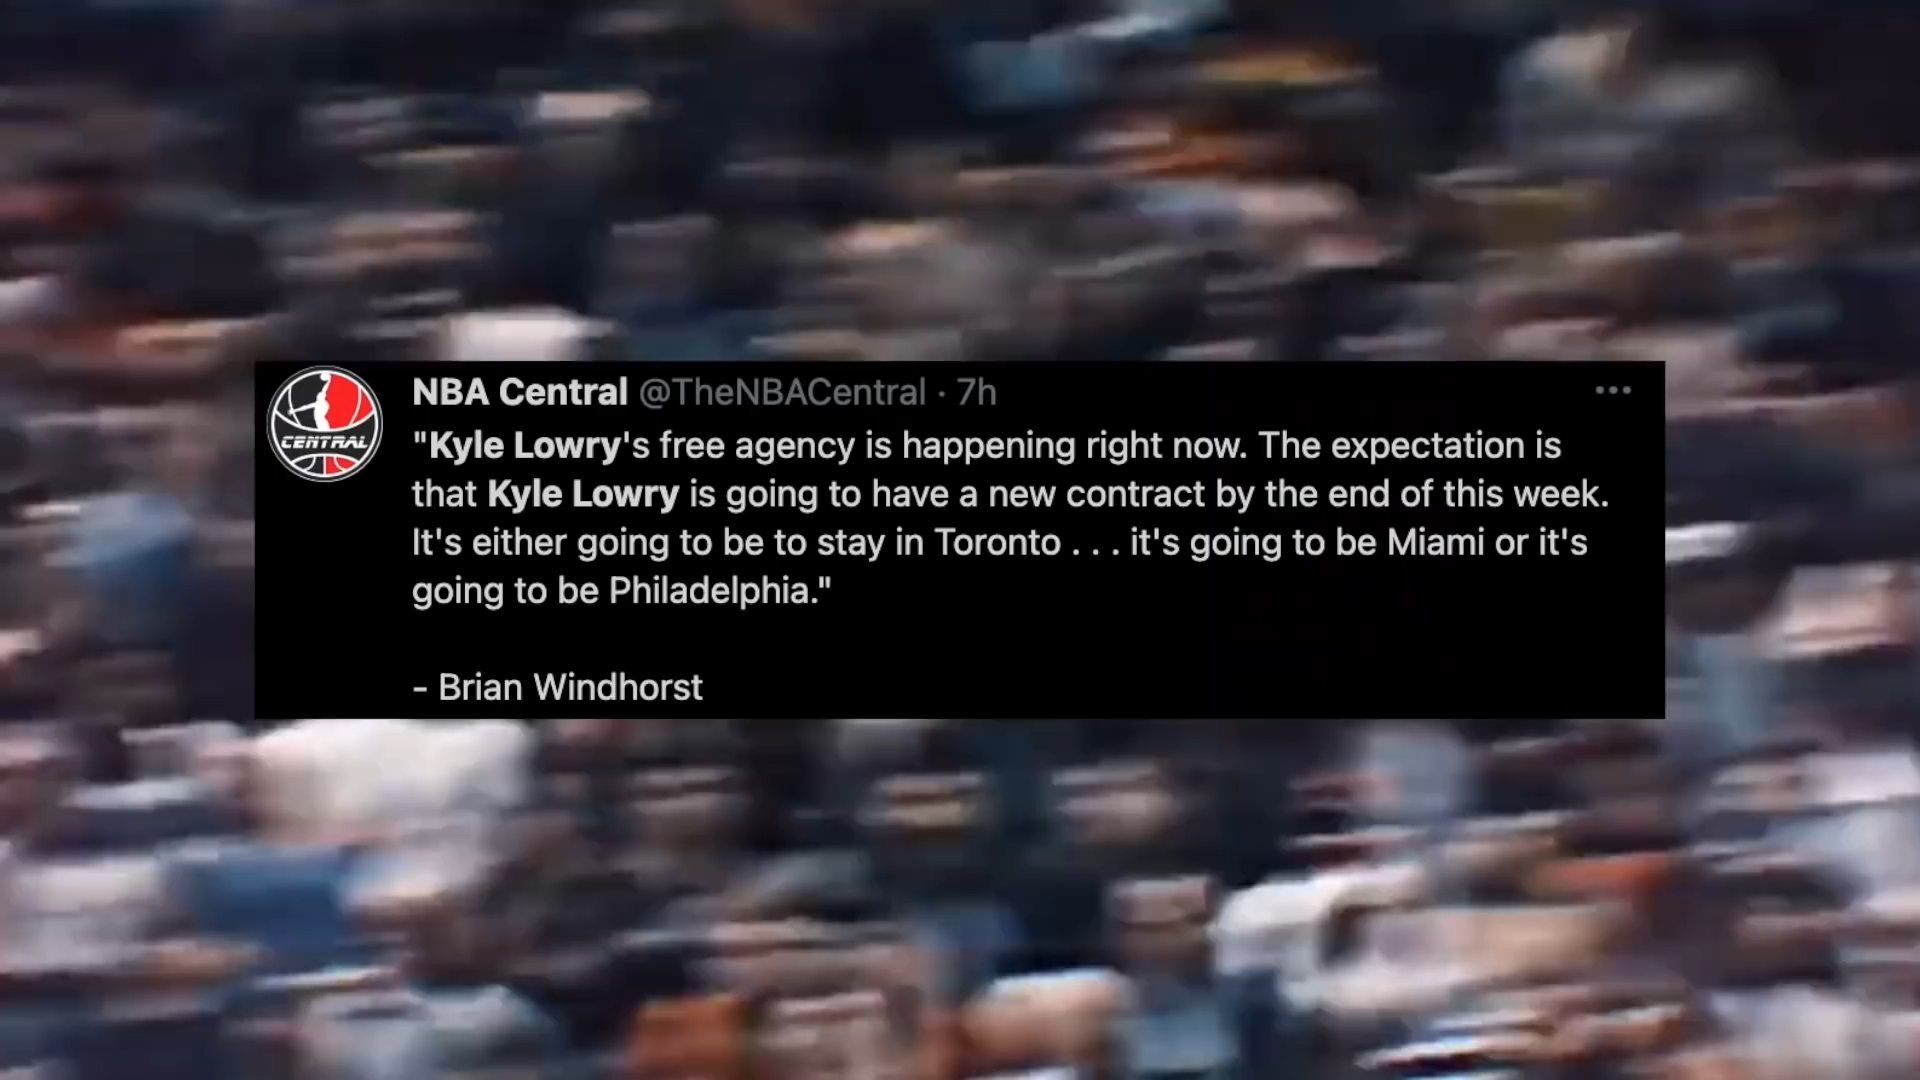 NBA Central @TheNBACentral · 7h
CENTRAL
"Kyle Lowry's free agency is happening right now. The expectation is
that Kyle Lowry is going to have a new contract by the end of this week.
It's either going to be to stay in Toronto . . . it's going to be Miami or it's
going to be Philadelphia."
- Brian Windhorst